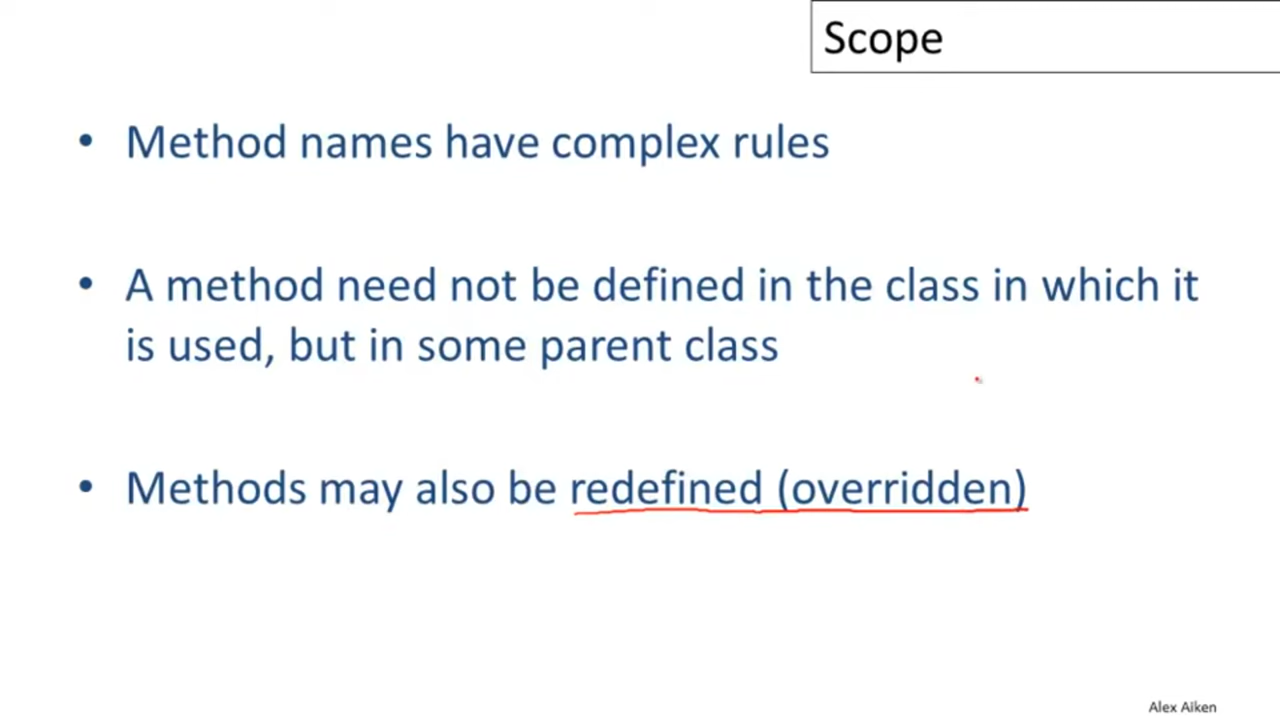 Scope
• Method names have complex rules
• A method need not be defined in the class in which it
is used, but in some parent class
• Methods may also be redefined (overridden)
Alex Aiken